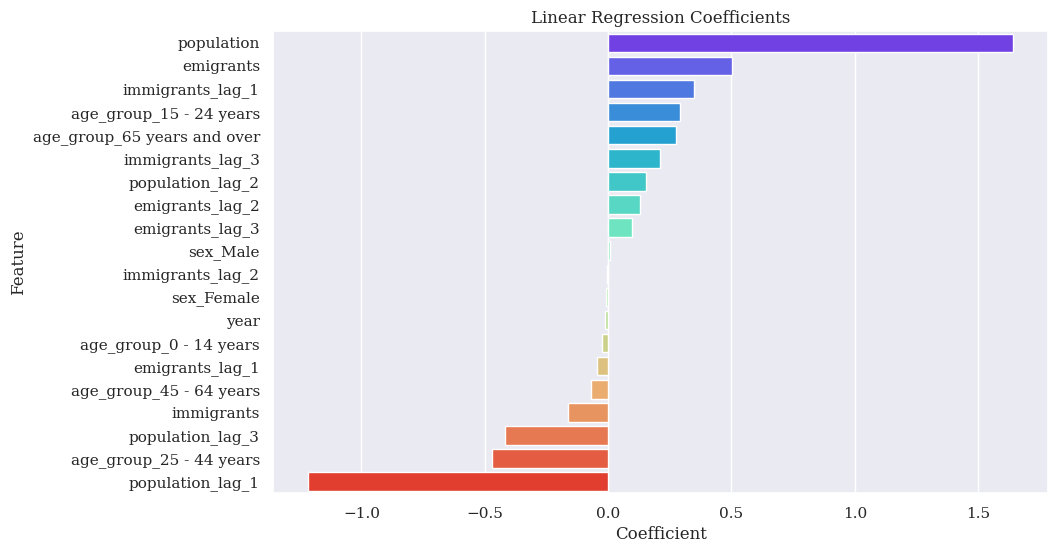 Linear Regression Coefficients
population
emigrants
immigrants_lag_1
age_group_15 - 24 years
age_group_65 years and over
immigrants_lag_3
population_lag_2
emigrants_lag_2
emigrants_lag_3
sex_Male
immigrants_lag_2
sex_Female
year
age_group_0 - 14 years
emigrants_lag_1
age_group_45 - 64 years
immigrants
population_lag_3
age_group_25 - 44 years
population_lag_1
Feature
−1.0 −0.5 0.0 0.5 1.0 1.5
Coefficient